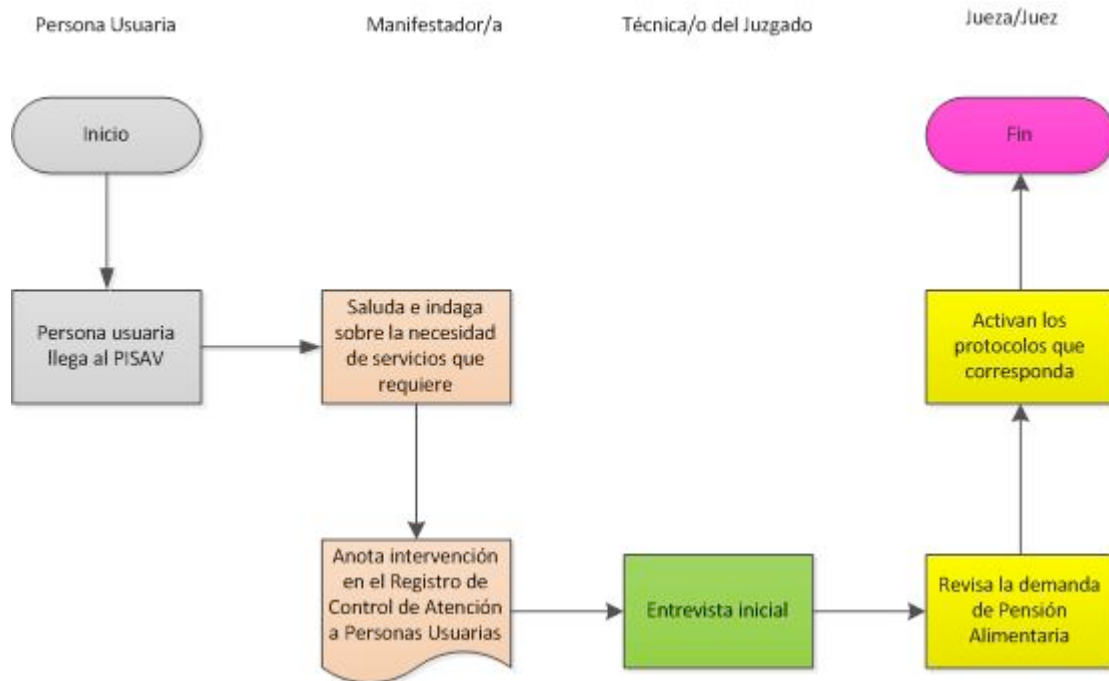 Persona Usuaria
Manifestador/a
Técnica/o del Juzgado
Jueza/Juez
Inicio
Fin
Persona usuaria
llega al PISAV
Saluda e indaga
sobre la necesidad
de servicios que
requiere
Activan los
protocolos que
corresponda
Anota intervención
en el Registro de
Control de Atención
a Personas Usuarias
Entrevista inicial
Revisa la demanda
de Pensión
Alimentaria